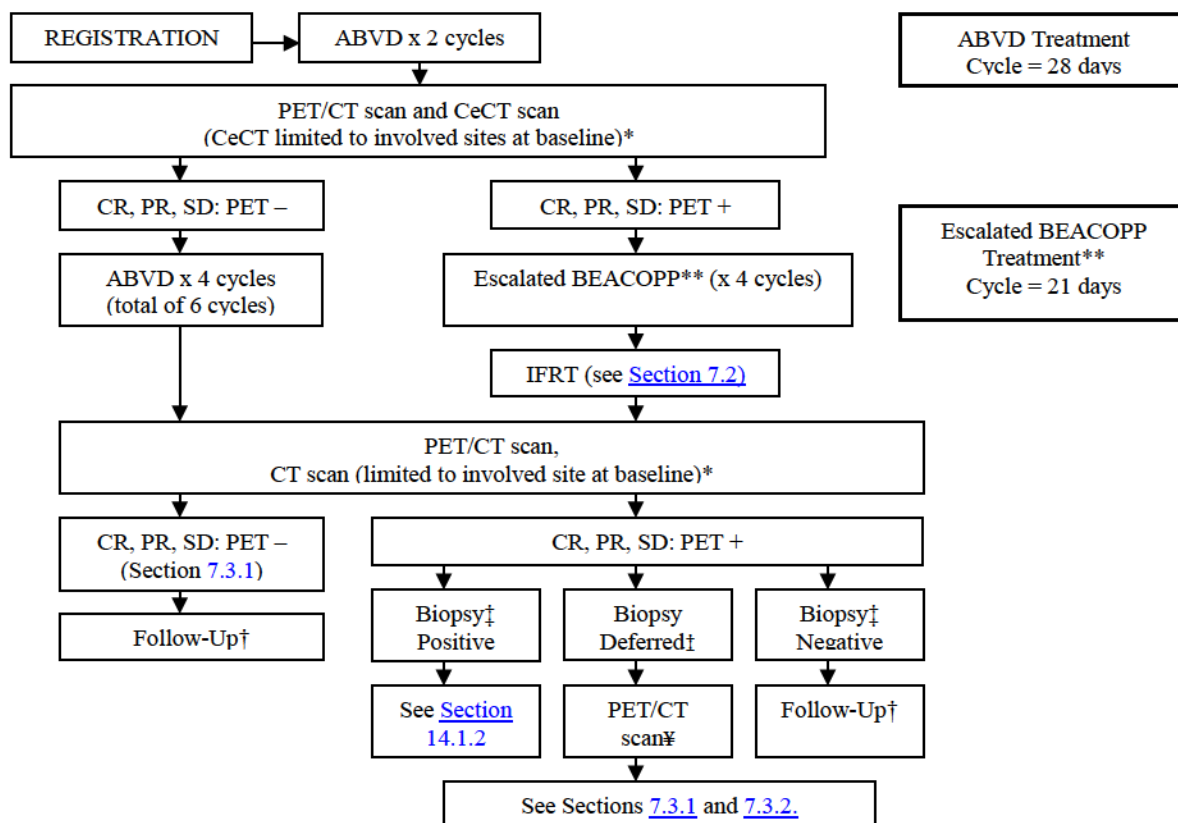 REGISTRATION
ABVD x 2 cycles
ABVD Treatment
Cycle = 28 days
PET/CT scan and CeCT scan
(CeCT limited to involved sites at baseline)*
CR, PR, SD: PET –
CR, PR, SD: PET +
Escalated BEACOPP
Treatment**
Cycle = 21 days
ABVD x 4 cycles
(total of 6 cycles)
Escalated BEACOPP** (x 4 cycles)
IFRT (see Section 7.2)
PET/CT scan,
CT scan (limited to involved site at baseline)*
CR, PR, SD: PET –
(Section 7.3.1)
CR, PR, SD: PET +
Follow-Up†
Biopsy‡
Positive
Biopsy
Deferred‡
Biopsy‡
Negative
See Section
14.1.2
PET/CT
scan¥
Follow-Up†
See Sections 7.3.1 and 7.3.2.